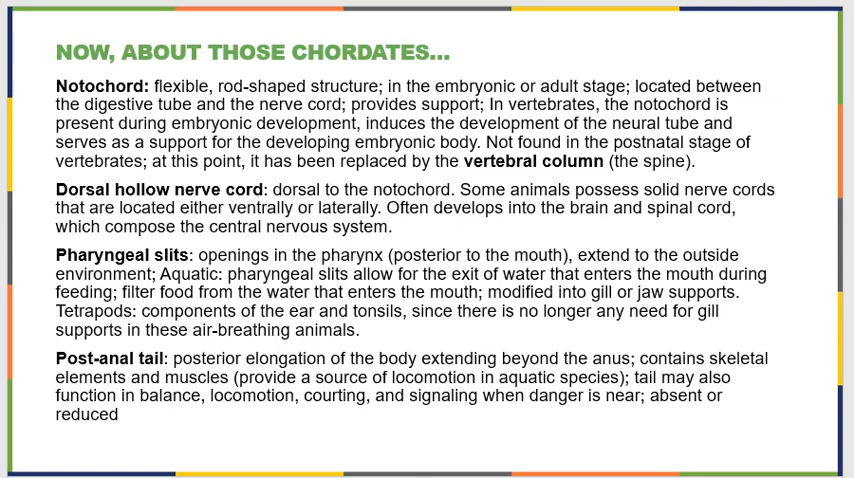 NOW, ABOUT THOSE CHORDATES...
Notochord: flexible, rod-shaped structure; in the embryonic or adult stage; located between
the digestive tube and the nerve cord; provides support; In vertebrates, the notochord is
present during embryonic development, induces the development of the neural tube and
serves as a support for the developing embryonic body. Not found in the postnatal stage of
vertebrates; at this point, it has been replaced by the vertebral column (the spine).
Dorsal hollow nerve cord: dorsal to the notochord. Some animals possess solid nerve cords
that are located either ventrally or laterally. Often develops into the brain and spinal cord,
which compose the central nervous system.
Pharyngeal slits: openings in the pharynx (posterior to the mouth), extend to the outside
environment; Aquatic: pharyngeal slits allow for the exit of water that enters the mouth during
feeding; filter food from the water that enters the mouth; modified into gill or jaw supports.
Tetrapods: components of the ear and tonsils, since there is no longer any need for gill
supports in these air-breathing animals.
Post-anal tail: posterior elongation of the body extending beyond the anus; contains skeletal
elements and muscles (provide a source of locomotion in aquatic species); tail may also
function in balance, locomotion, courting, and signaling when danger is near; absent or
reduced